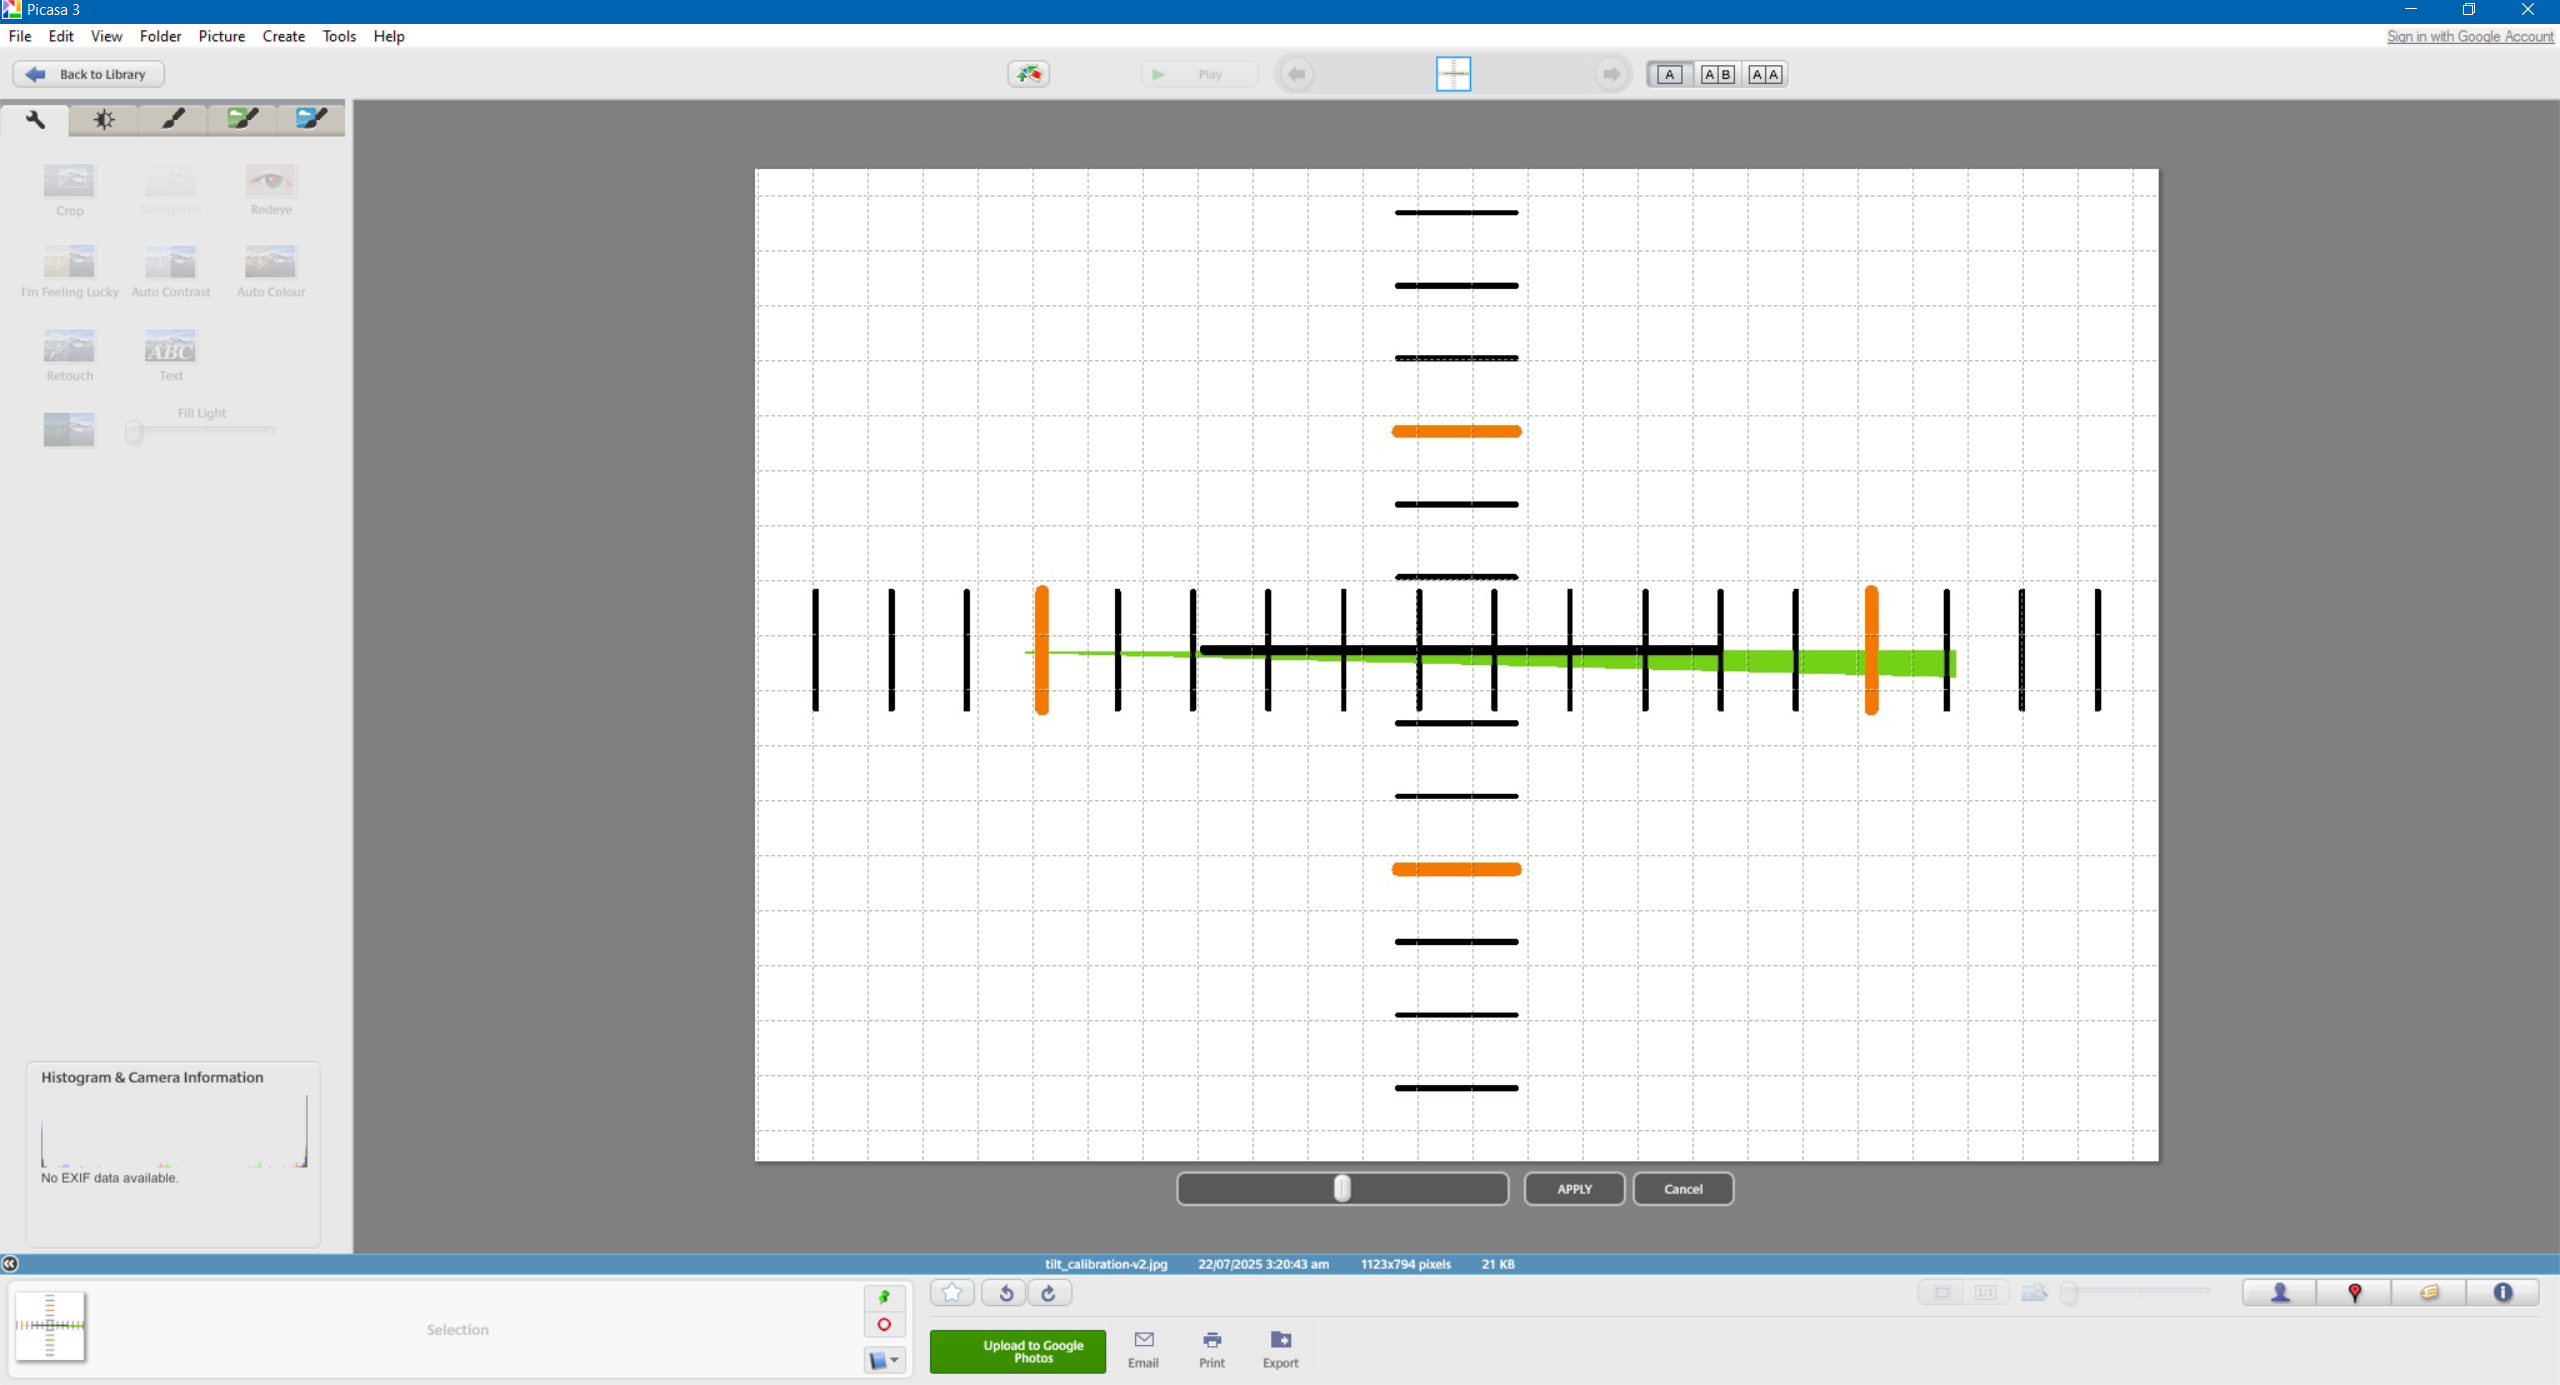 Picasa 3
File Edit View Folder Picture Create Tools Help
Sign in with Google Account
Back to Library
Play
A A B A A
Crop Straighten Redeye
I'm Feeling Lucky Auto Contrast Auto Colour
ABC
Retouch Text
Fill Light
Histogram & Camera Information
No EXIF data available.
APPLY Cancel
tilt_calibration-v2.jpg 22/07/2025 3:20:43 am 1123x794 pixels 21 KB
1:1
Selection
Upload to Google
Photos
Email Print Export